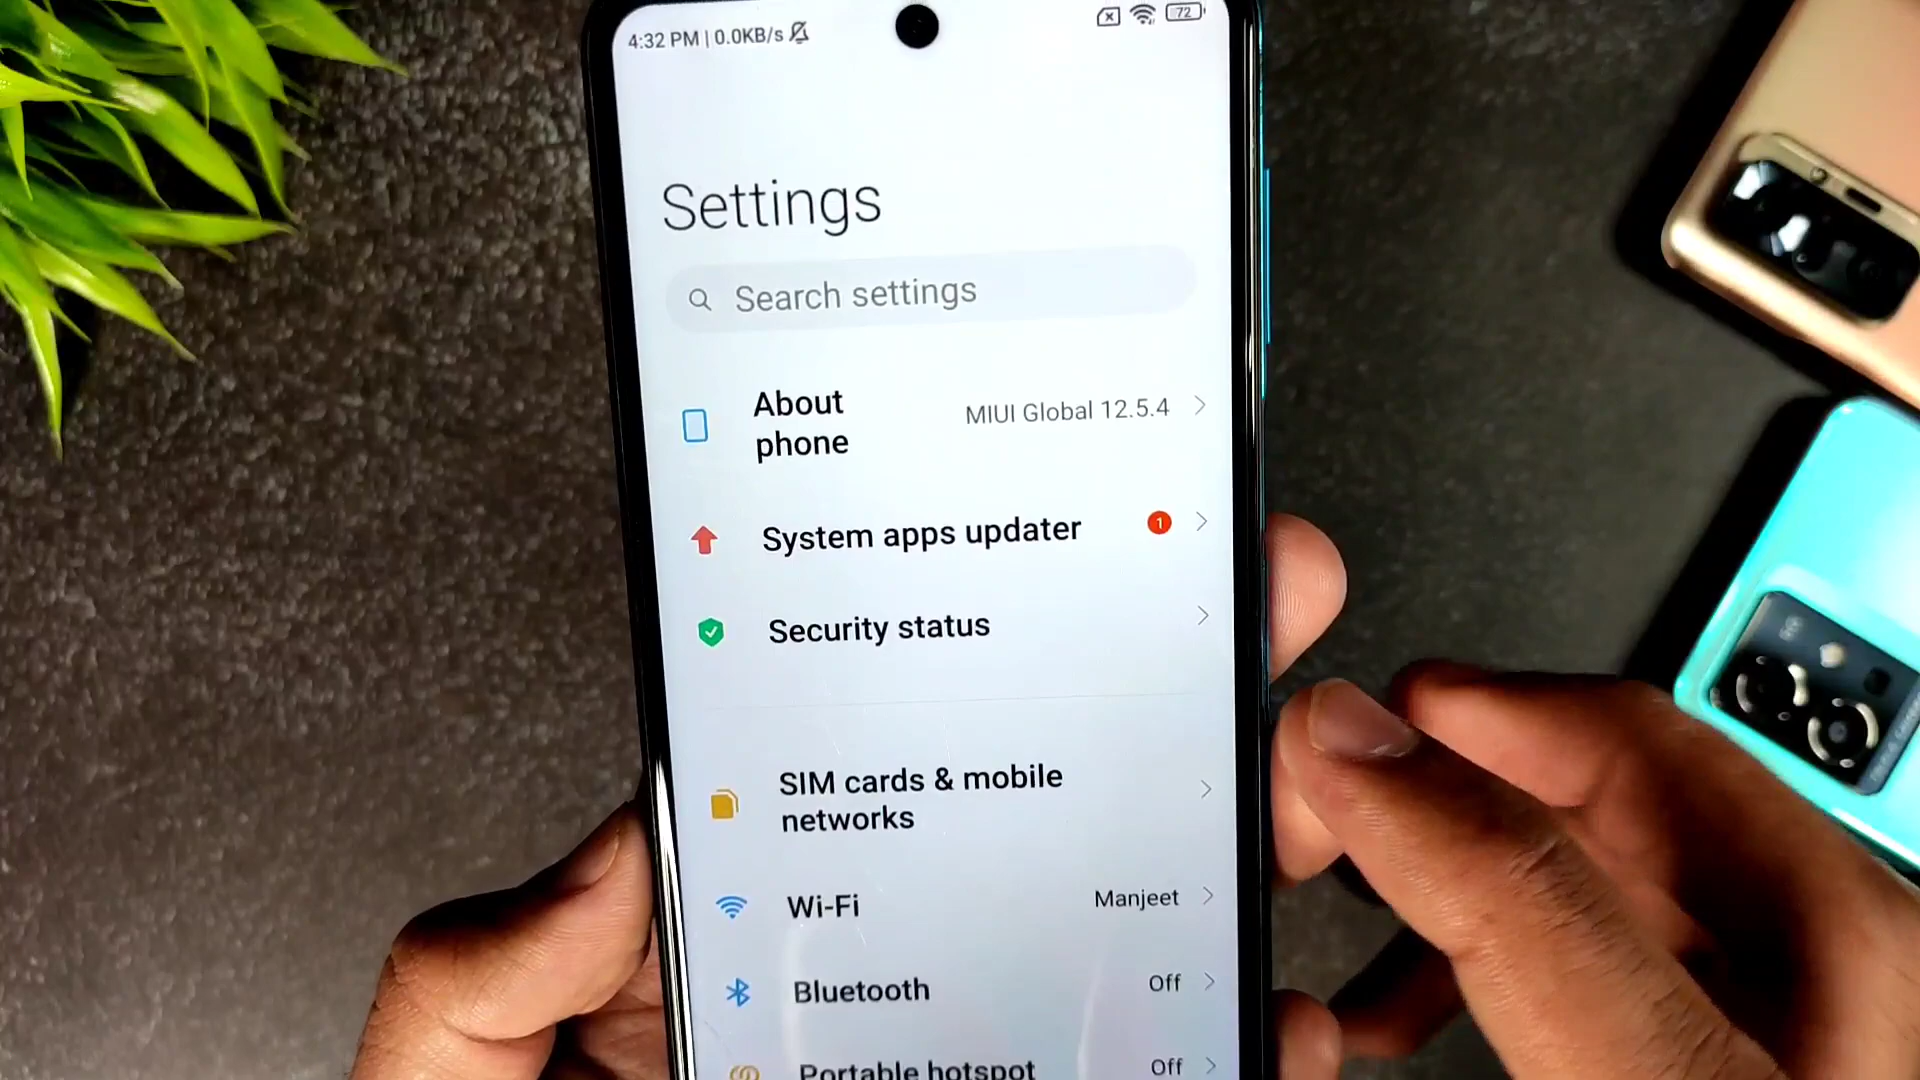 4:32 PM | 0.0KB/s
72
Settings
Search settings
About
phone
MIUI Global 12.5.4
System apps updater
1
Security status
SIM cards & mobile
networks
Wi-Fi
Manjeet
Bluetooth
Off
Portable hotspot
Off